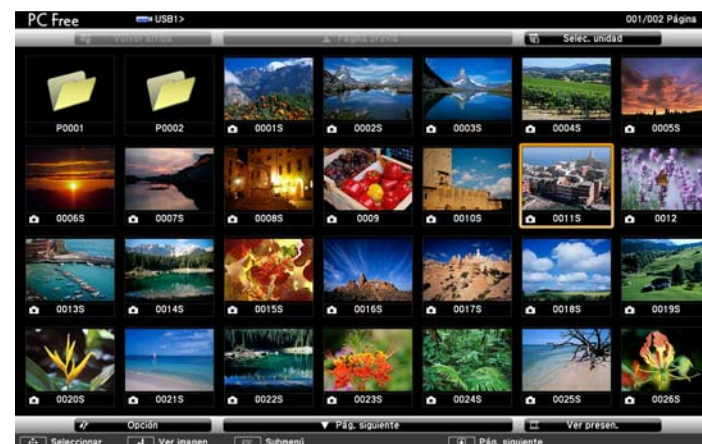 PC Free USB1> 001/002 Página
Volver arriba ▲ Página previa Selec. unidad
P0001 P0002 0001S 0002S 0003S 0004S 0005S
0006S 0007S 0008S 0009 0010S 0011S 0012
0013S 0014S 0015S 0016S 0017S 0018S 0019S
0020S 0021S 0022S 0023S 0024S 0025S 0026S
Opción ▼ Pág. siguiente Ver presen.
Seleccionar Ver imagen ESC Submenú Pág. siguiente